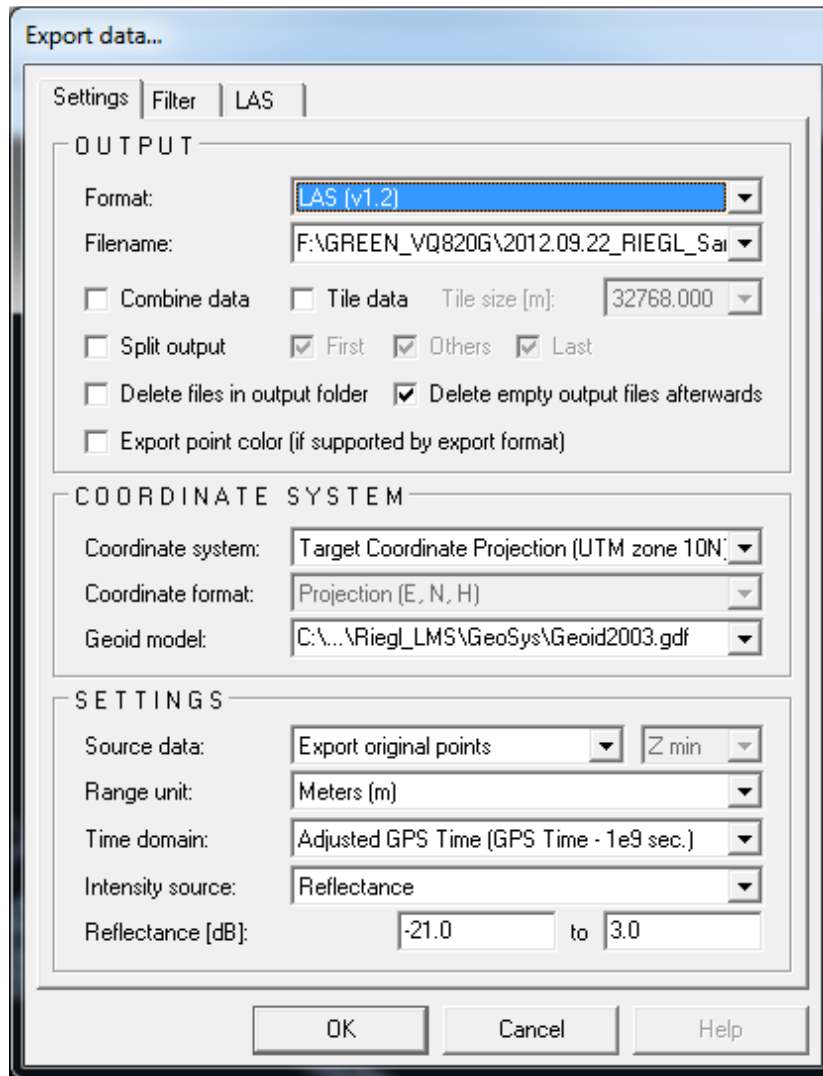 Export data...
Settings Filter LAS
OUTPUT
Format: LAS (v1.2)
Filename: F:\GREEN_VQ820G\2012.09.22_RIEGL_Sa
Combine data Tile data Tile size [m]: 32768.000
Split output First Others Last
Delete files in output folder Delete empty output files afterwards
Export point color (if supported by export format)
COORDINATE SYSTEM
Coordinate system: Target Coordinate Projection (UTM zone 10N)
Coordinate format: Projection (E, N, H)
Geoid model: C:\...\Riegl_LMS\GeoSys\Geoid2003.gdf
SETTINGS
Source data: Export original points Z min
Range unit: Meters (m)
Time domain: Adjusted GPS Time (GPS Time - 1e9 sec.)
Intensity source: Reflectance
Reflectance [dB]: -21.0 to 3.0
OK Cancel Help